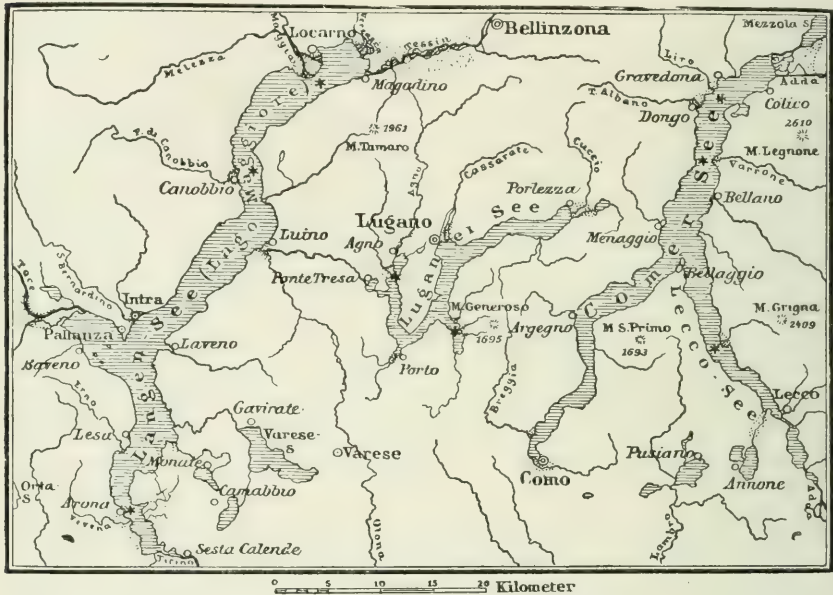 Locarno
Bellinzona
Mezzola S.
Maggia
Tessin
Melezza
Magadino
Liro
Gravedona
Adda
T. Albano
Dongo
Colico
2610
M. Legnone
1961
M. Tamaro
Cassarate
Cuccio
Agno
Canobbio
Varrone
Porlezza
Bellano
Lugano
Luino
Agno
Menaggio
Ponte Tresa
Luganer See
Comer See
Bellaggio
Toce
S. Bernardino
Intra
Langen See (Lago Maggiore)
M. Generoso
1695
Argegno
M. S. Primo
1693
M. Grigna
2409
Pallanza
Baveno
Laveno
Porto
Lecco-See
Erno
Breggia
Lecco
Gavirate
Lesa
Varese-
S
Monate
Varese
Como
Pusiano
Annone
Orta
S.
Camabbio
Arona
Vevera
Olona
Lambro
Adda
Sesta Calende
Ticino
0 5 10 15 20 Kilometer